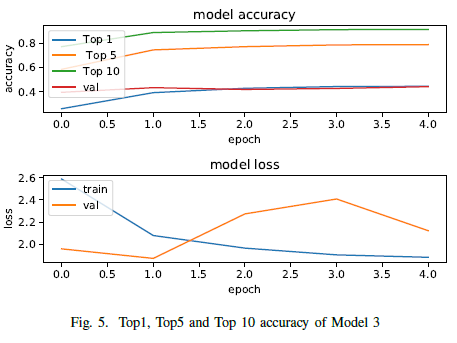 model accuracy
accuracy
0.8
0.6
0.4
Top 1
Top 5
Top 10
val
0.0 0.5 1.0 1.5 2.0 2.5 3.0 3.5 4.0
epoch
model loss
loss
2.6
2.4
2.2
2.0
train
val
0.0 0.5 1.0 1.5 2.0 2.5 3.0 3.5 4.0
epoch
Fig. 5. Top1, Top5 and Top 10 accuracy of Model 3